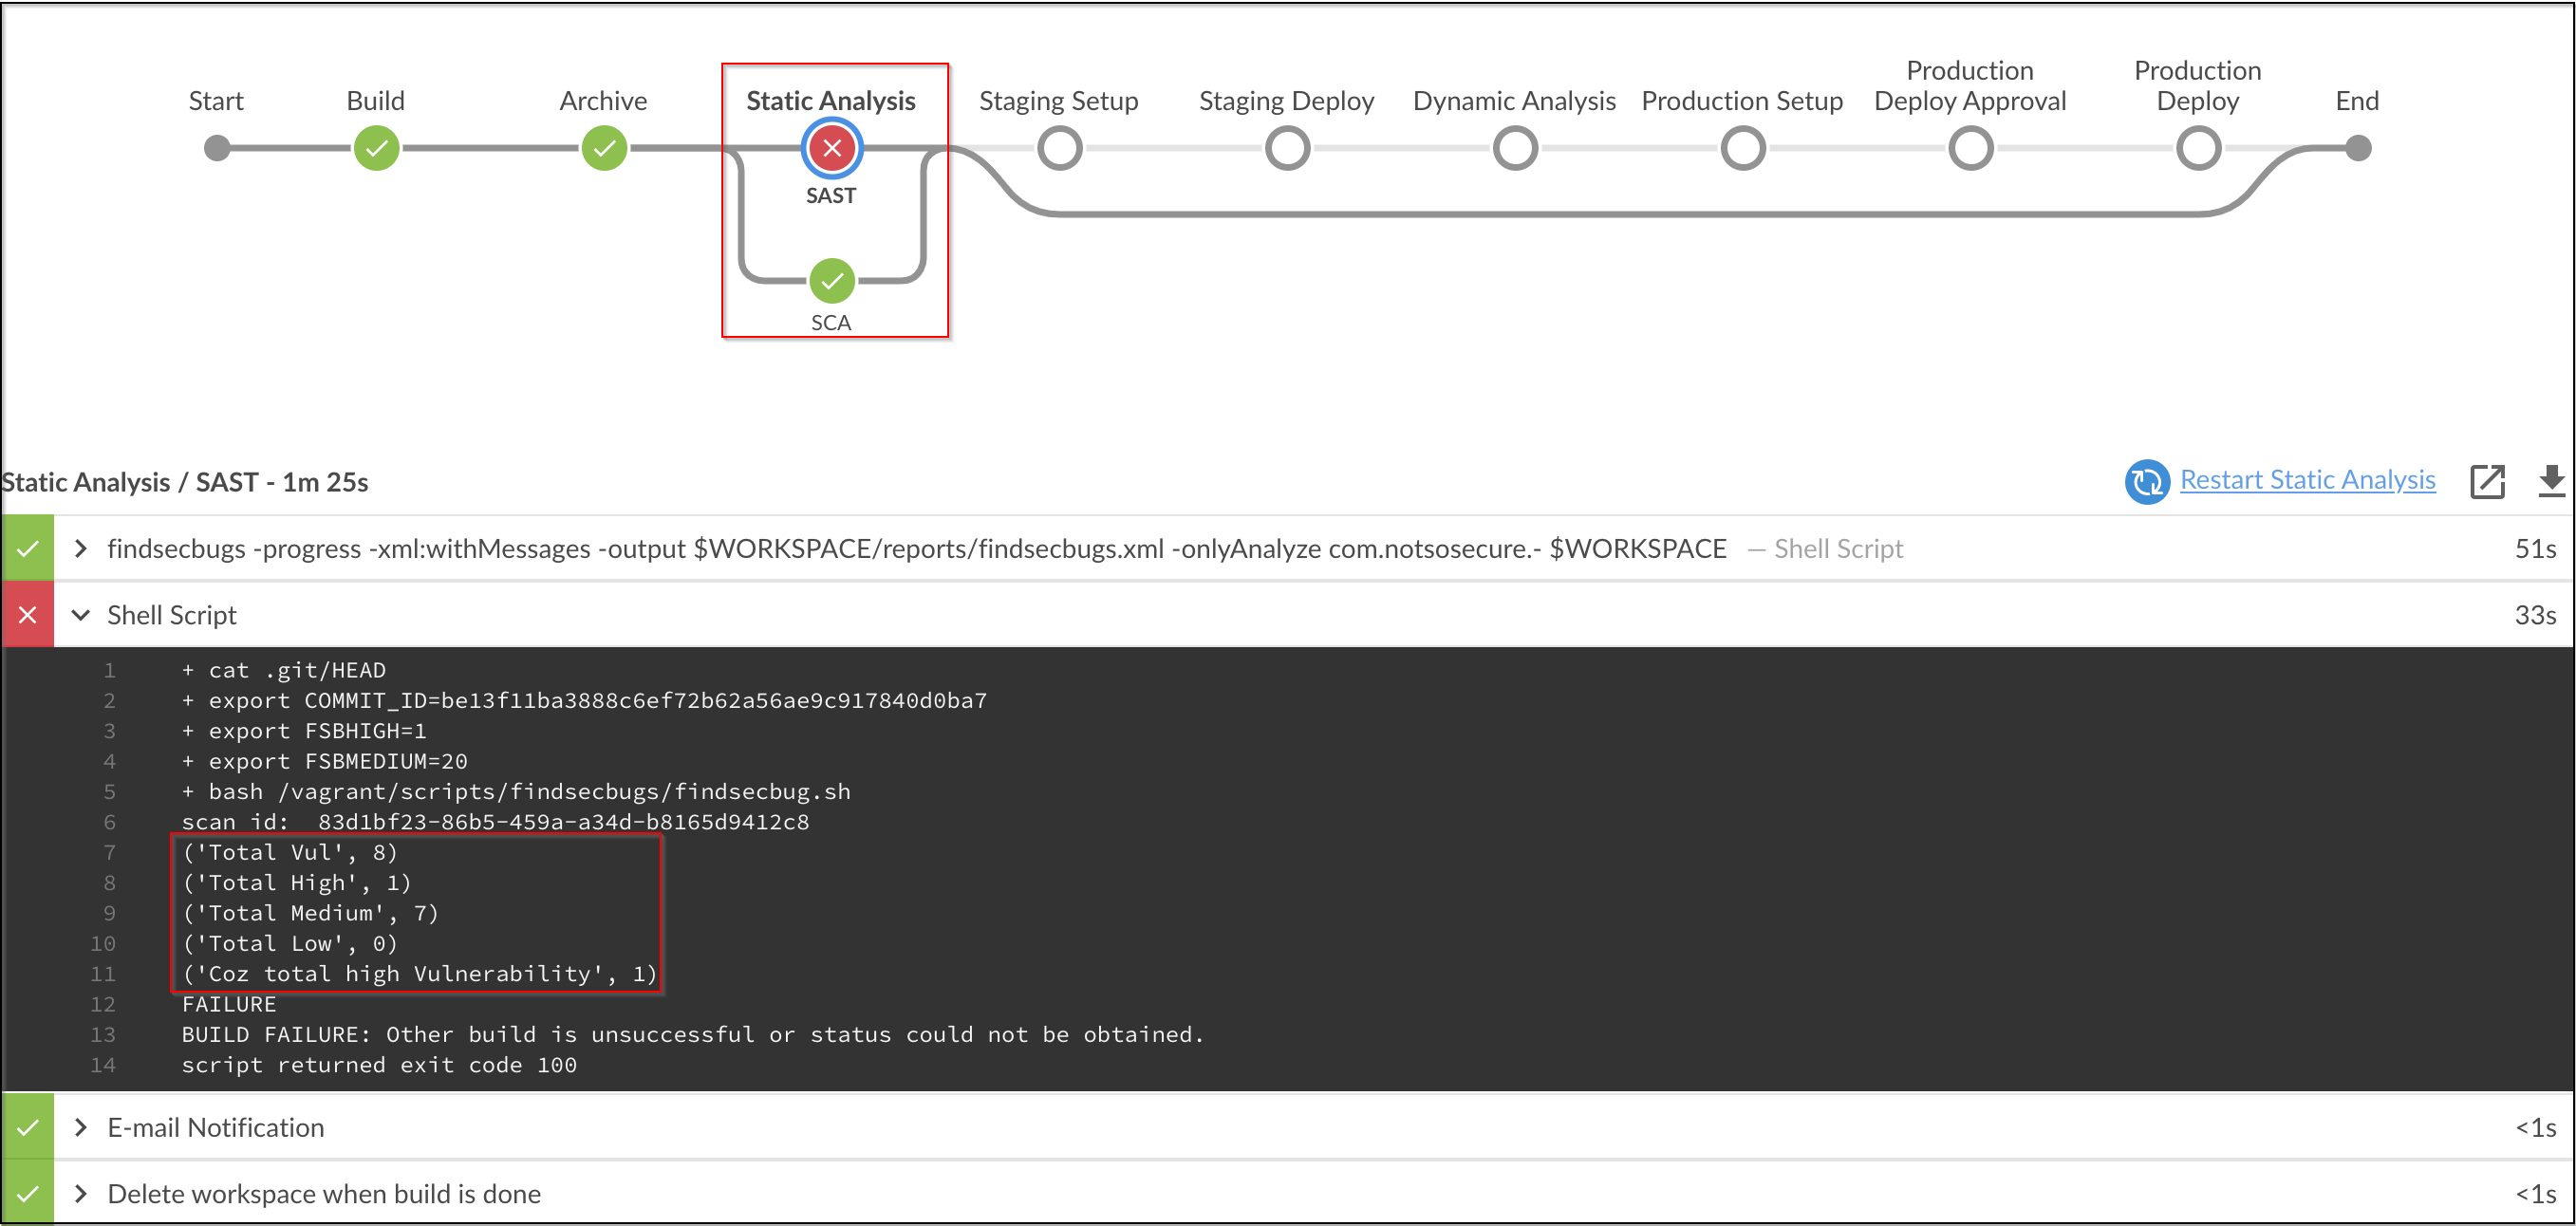 Start
Build
Archive
Static Analysis
Staging Setup
Staging Deploy
Dynamic Analysis
Production Setup
Production
Deploy Approval
Production
Deploy
End
SAST
SCA
Static Analysis / SAST - 1m 25s
Restart Static Analysis
findsecbugs -progress -xml:withMessages -output $WORKSPACE/reports/findsecbugs.xml -onlyAnalyze com.notsosecure.- $WORKSPACE — Shell Script 51s
Shell Script 33s
1 + cat .git/HEAD
2 + export COMMIT_ID=be13f11ba3888c6ef72b62a56ae9c917840d0ba7
3 + export FSBHIGH=1
4 + export FSBMEDIUM=20
5 + bash /vagrant/scripts/findsecbugs/findsecbug.sh
6 scan id:  83d1bf23-86b5-459a-a34d-b8165d9412c8
7 ('Total Vul', 8)
8 ('Total High', 1)
9 ('Total Medium', 7)
10 ('Total Low', 0)
11 ('Coz total high Vulnerability', 1)
12 FAILURE
13 BUILD FAILURE: Other build is unsuccessful or status could not be obtained.
14 script returned exit code 100
E-mail Notification <1s
Delete workspace when build is done <1s